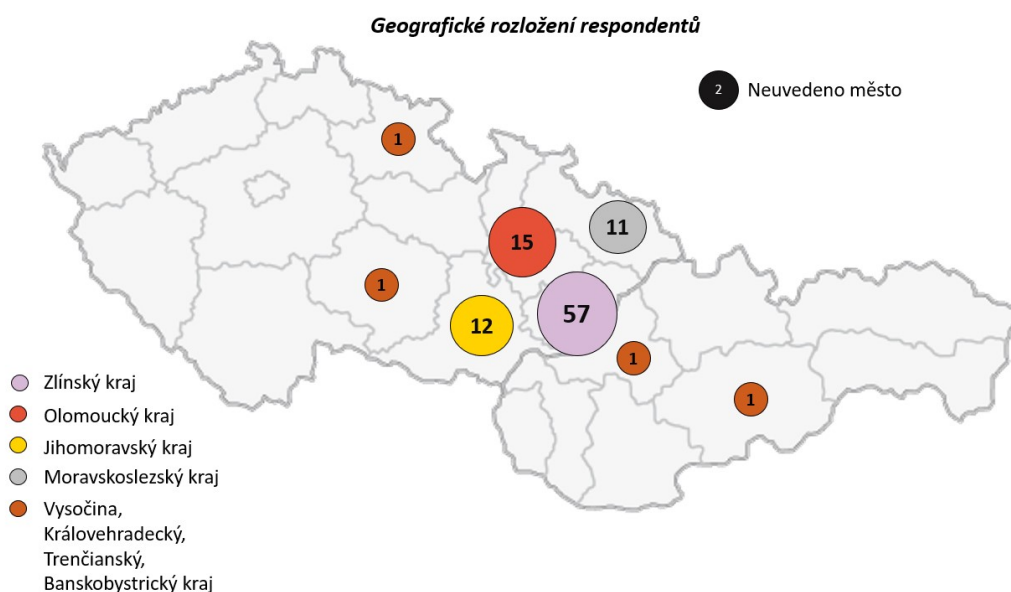 Geografické rozložení respondentů
2 Neuvedeno město
1
11
15
1
57
12
1
1
Zlínský kraj
Olomoucký kraj
Jihomoravský kraj
Moravskoslezský kraj
Vysočina,
Královehradecký,
Trenčianský,
Banskobystrický kraj